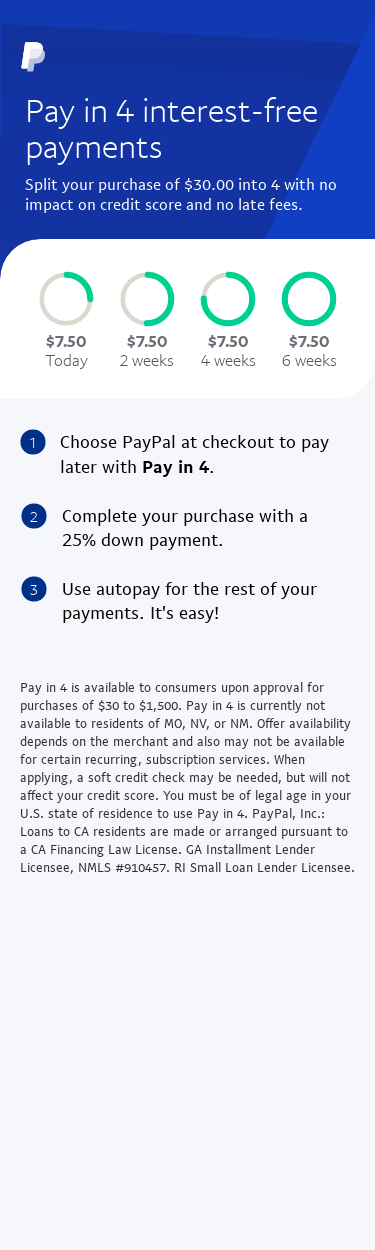 Pay in 4 interest-free
payments
Split your purchase of $30.00 into 4 with no
impact on credit score and no late fees.
$7.50 $7.50 $7.50 $7.50
Today 2 weeks 4 weeks 6 weeks
1 Choose PayPal at checkout to pay
later with Pay in 4.
2 Complete your purchase with a
25% down payment.
3 Use autopay for the rest of your
payments. It's easy!
Pay in 4 is available to consumers upon approval for
purchases of $30 to $1,500. Pay in 4 is currently not
available to residents of MO, NV, or NM. Offer availability
depends on the merchant and also may not be available
for certain recurring, subscription services. When
applying, a soft credit check may be needed, but will not
affect your credit score. You must be of legal age in your
U.S. state of residence to use Pay in 4. PayPal, Inc.:
Loans to CA residents are made or arranged pursuant to
a CA Financing Law License. GA Installment Lender
Licensee, NMLS #910457. RI Small Loan Lender Licensee.